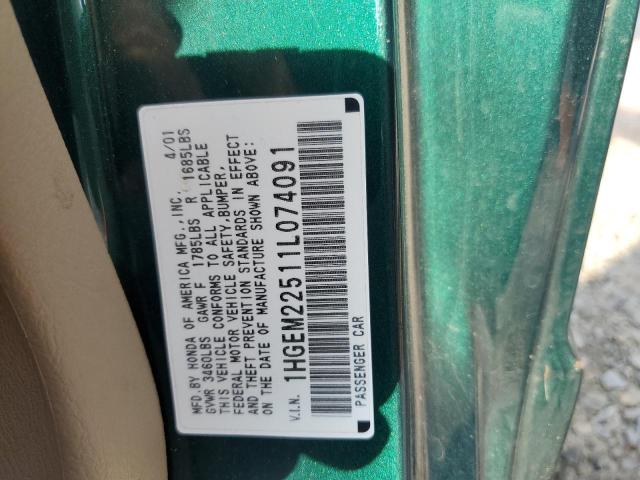 MFD.BY HONDA OF AMERICA MFG.,INC. 4/01
GVWR 3460LBS GAWR F 1785LBS R 1685LBS
THIS VEHICLE CONFORMS TO ALL APPLICABLE
FEDERAL MOTOR VEHICLE SAFETY,BUMPER,
AND THEFT PREVENTION STANDARDS IN EFFECT
ON THE DATE OF MANUFACTURE SHOWN ABOVE:
V.I.N. 1HGEM22511L074091
PASSENGER CAR